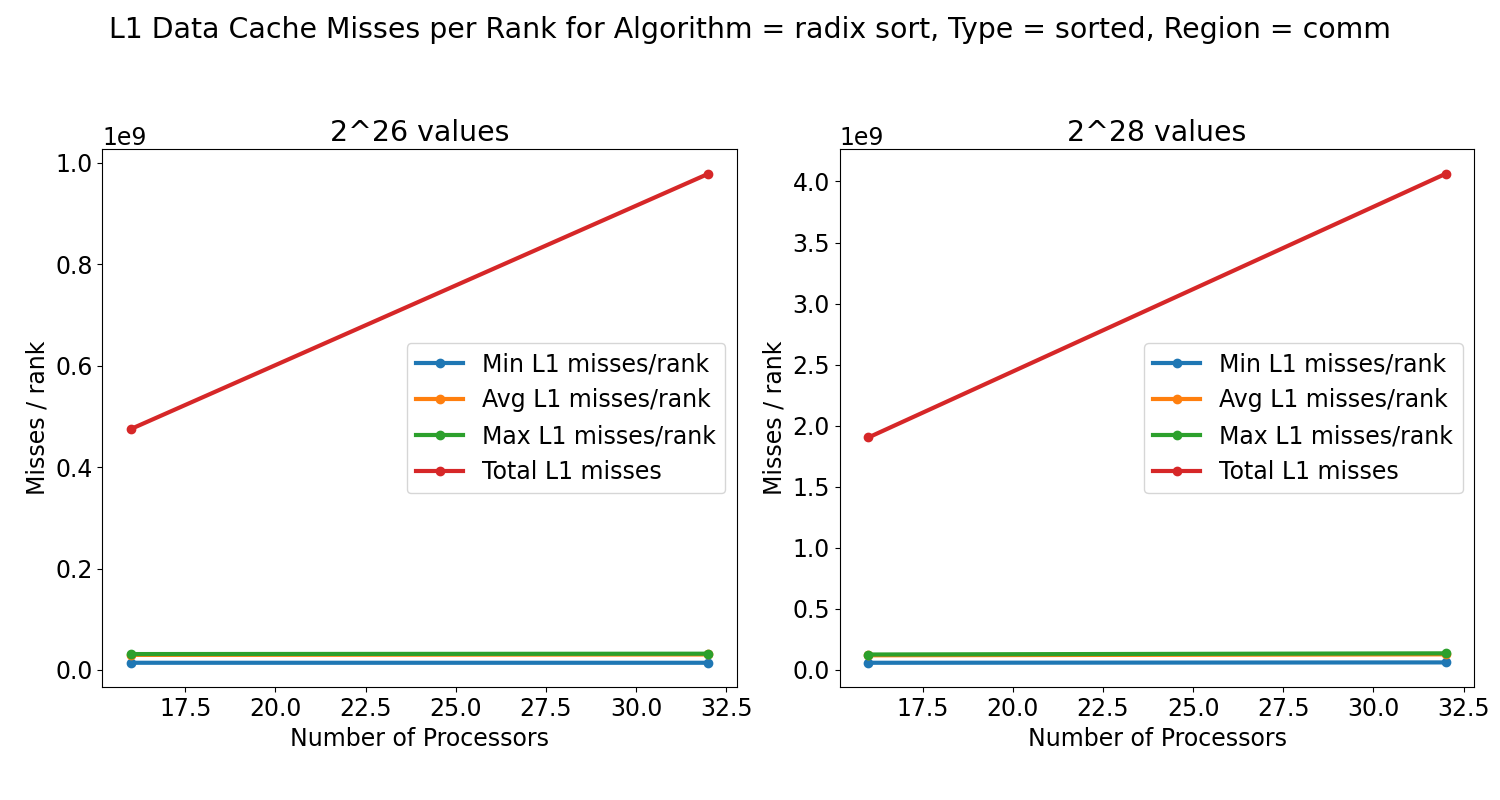 L1 Data Cache Misses per Rank for Algorithm = radix sort, Type = sorted, Region = comm
2^26 values
1e9
1.0
0.8
0.6
0.4
0.2
0.0
Misses / rank
Min L1 misses/rank
Avg L1 misses/rank
Max L1 misses/rank
Total L1 misses
17.5 20.0 22.5 25.0 27.5 30.0 32.5
Number of Processors
2^28 values
1e9
4.0
3.5
3.0
2.5
2.0
1.5
1.0
0.5
0.0
Misses / rank
Min L1 misses/rank
Avg L1 misses/rank
Max L1 misses/rank
Total L1 misses
17.5 20.0 22.5 25.0 27.5 30.0 32.5
Number of Processors